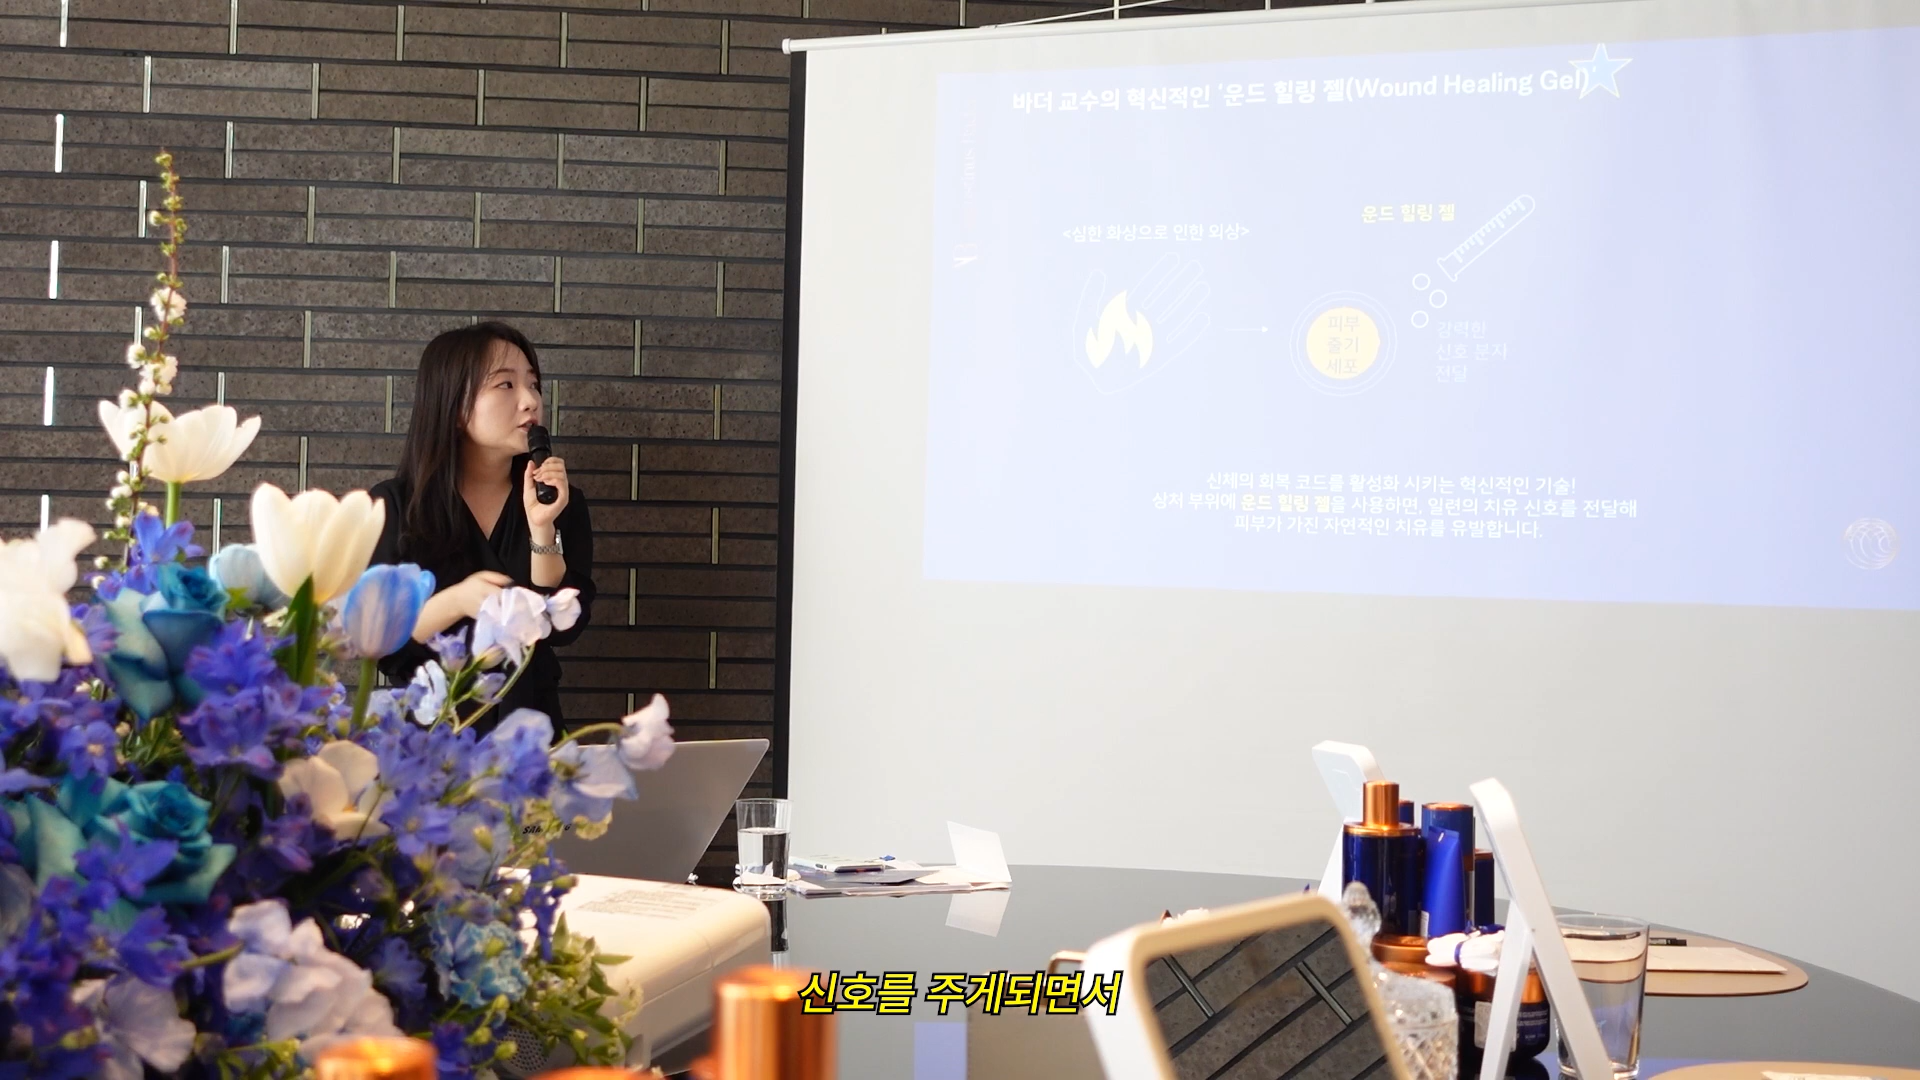 바더 교수의 혁신적인 '운드 힐링 젤(Wound Healing Gel)
<심한 화상으로 인한 외상>
운드 힐링 젤
피부
줄기
세포
강력한
신호 분자
전달
신체의 회복 코드를 활성화 시키는 혁신적인 기술!
상처 부위에 운드 힐링 젤을 사용하면, 일련의 치유 신호를 전달해
피부가 가진 자연적인 치유를 유발합니다.
SAMSUNG
신호를 주게되면서